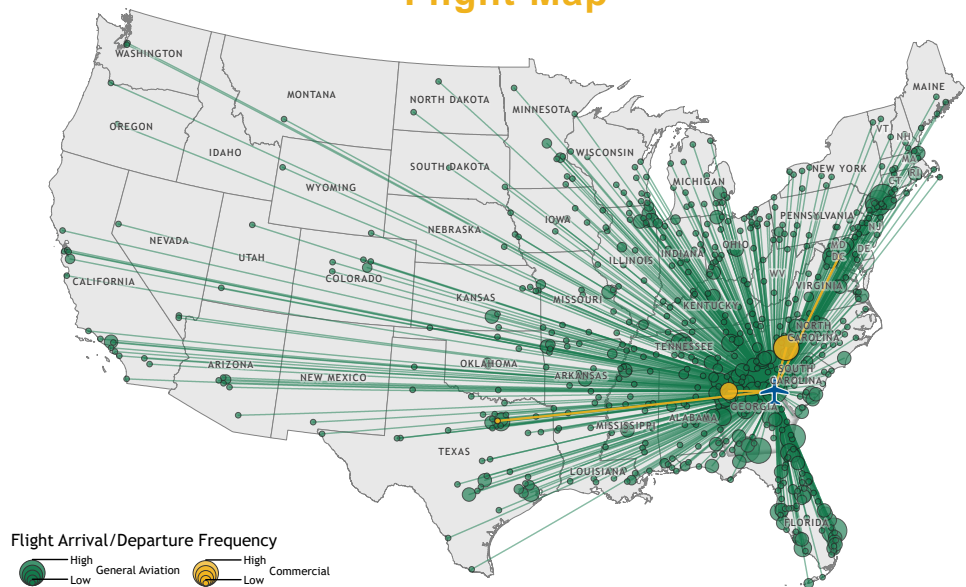 Flight Map
WASHINGTON
MONTANA
NORTH DAKOTA
MINNESOTA
MAINE
OREGON
VT
NH
IDAHO
WISCONSIN
MA
SOUTH DAKOTA
NEW YORK
CT
RI
MICHIGAN
WYOMING
IOWA
PENNSYLVANIA
NEBRASKA
NJ
NEVADA
OHIO
MD
DE
UTAH
ILLINOIS
INDIANA
DC
COLORADO
WV
CALIFORNIA
VIRGINIA
KANSAS
MISSOURI
KENTUCKY
NORTH
CAROLINA
TENNESSEE
ARIZONA
OKLAHOMA
SOUTH
CAROLINA
NEW MEXICO
ARKANSAS
GEORGIA
ALABAMA
MISSISSIPPI
TEXAS
LOUISIANA
FLORIDA
Flight Arrival/Departure Frequency
High General Aviation Low
High Commercial Low